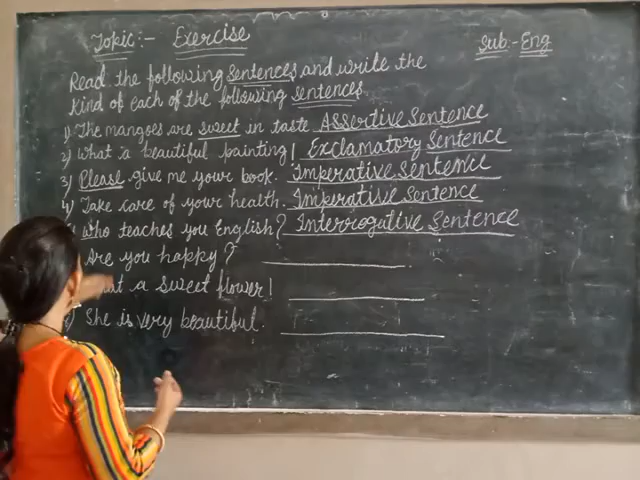 Topic:- Exercise
Sub.- Eng
Read the following sentences and write the
kind of each of the following sentences
1) The mangoes are sweet in taste Assertive Sentence
2) What a beautiful painting! Exclamatory Sentence
3) Please give me your book. Imperative Sentence
4) Take care of your health. Imperative Sentence
Who teaches you English? Interrogutive Sentence
Are you happy?
a sweet flower!
) She is very beautiful.